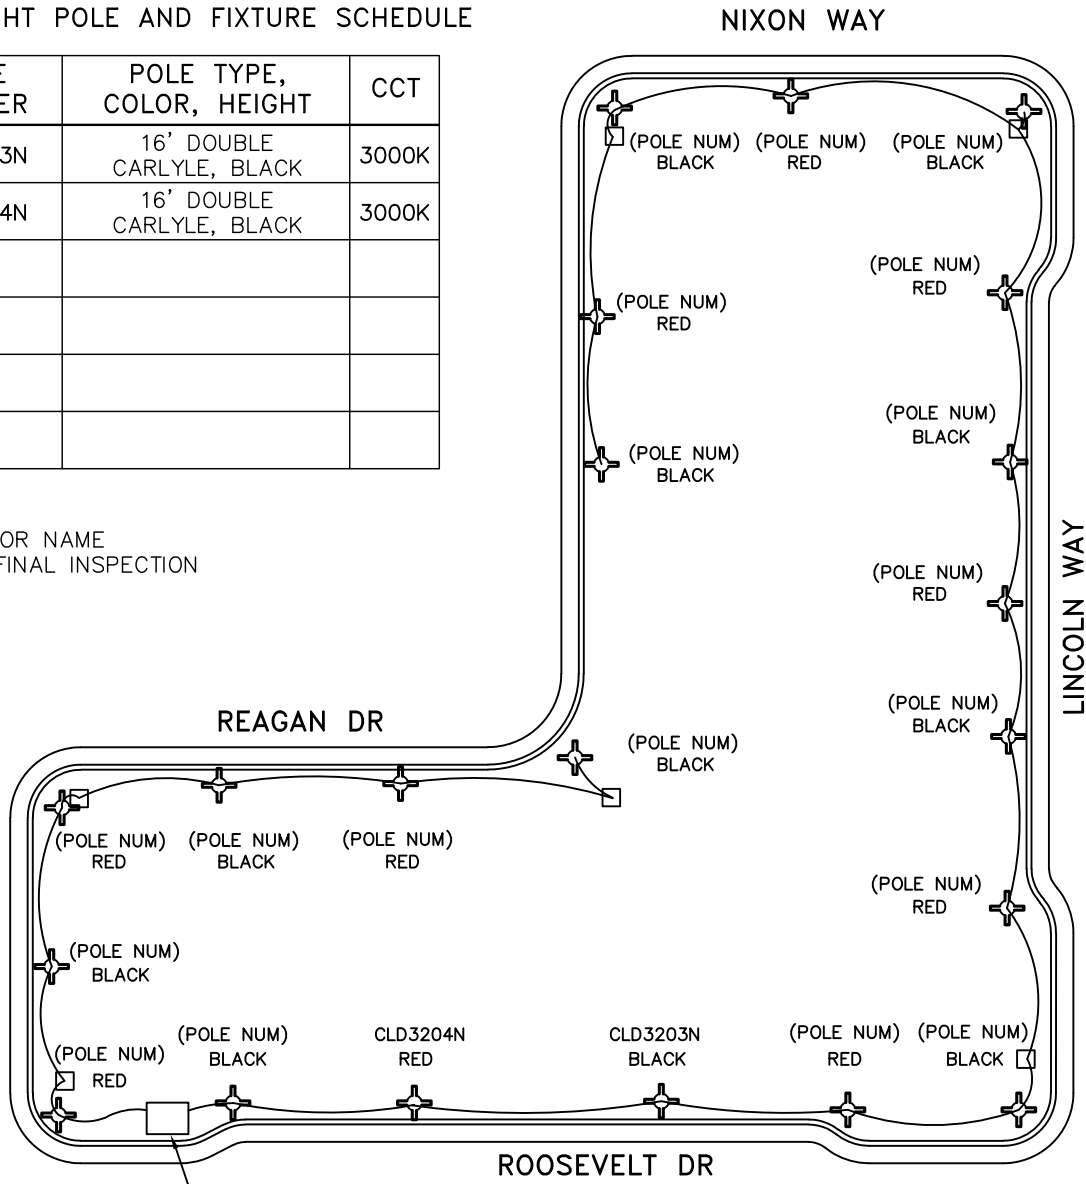 HT POLE AND FIXTURE SCHEDULE
NIXON WAY
E
ER
POLE TYPE,
COLOR, HEIGHT
CCT
3N
16' DOUBLE
CARLYLE, BLACK
3000K
4N
16' DOUBLE
CARLYLE, BLACK
3000K
OR NAME
FINAL INSPECTION
(POLE NUM)
BLACK
(POLE NUM)
RED
(POLE NUM)
BLACK
(POLE NUM)
RED
(POLE NUM)
RED
(POLE NUM)
BLACK
(POLE NUM)
BLACK
(POLE NUM)
RED
LINCOLN WAY
(POLE NUM)
BLACK
REAGAN DR
(POLE NUM)
BLACK
(POLE NUM)
RED
(POLE NUM)
BLACK
(POLE NUM)
RED
(POLE NUM)
RED
(POLE NUM)
BLACK
(POLE NUM)
RED
(POLE NUM)
BLACK
CLD3204N
RED
CLD3203N
BLACK
(POLE NUM)
RED
(POLE NUM)
BLACK
ROOSEVELT DR